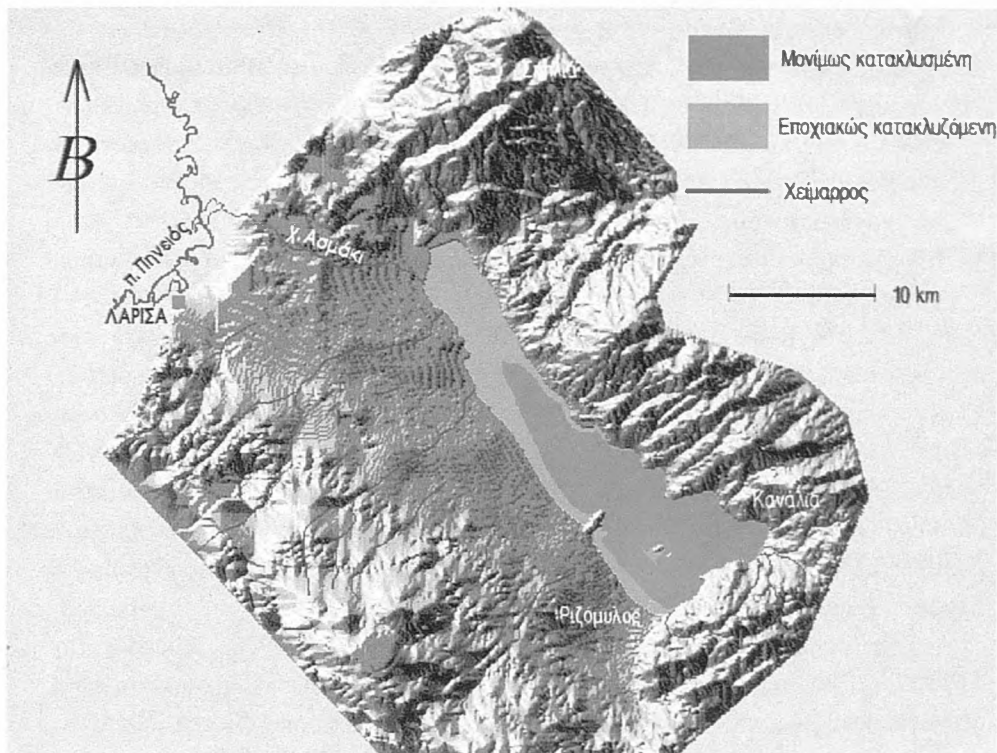 Μονίμως κατακλυσμένη
Εποχιακώς κατακλυζόμενη
Χείμαρρος
B
π. Πηνειός
Χ. Ασμάκι
10 km
ΛΑΡΙΣΑ
Κανάλια
Ριζόμυλος